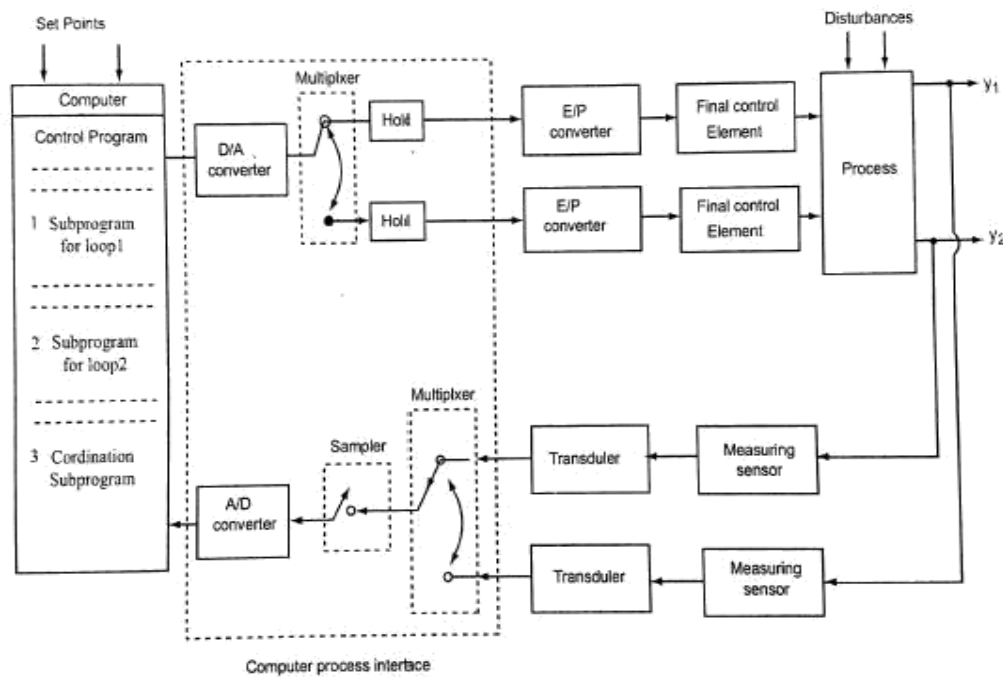 Set Points
Disturbances
Computer
Control Program
1 Subprogram
for loop1
2 Subprogram
for loop2
3 Cordination
Subprogram
Multiplxer
D/A
converter
Hold
Hold
E/P
converter
Final control
Element
E/P
converter
Final control
Element
Process
y1
y2
Multiplxer
Sampler
A/D
converter
Transduler
Measuring
sensor
Transduler
Measuring
sensor
Computer process interface